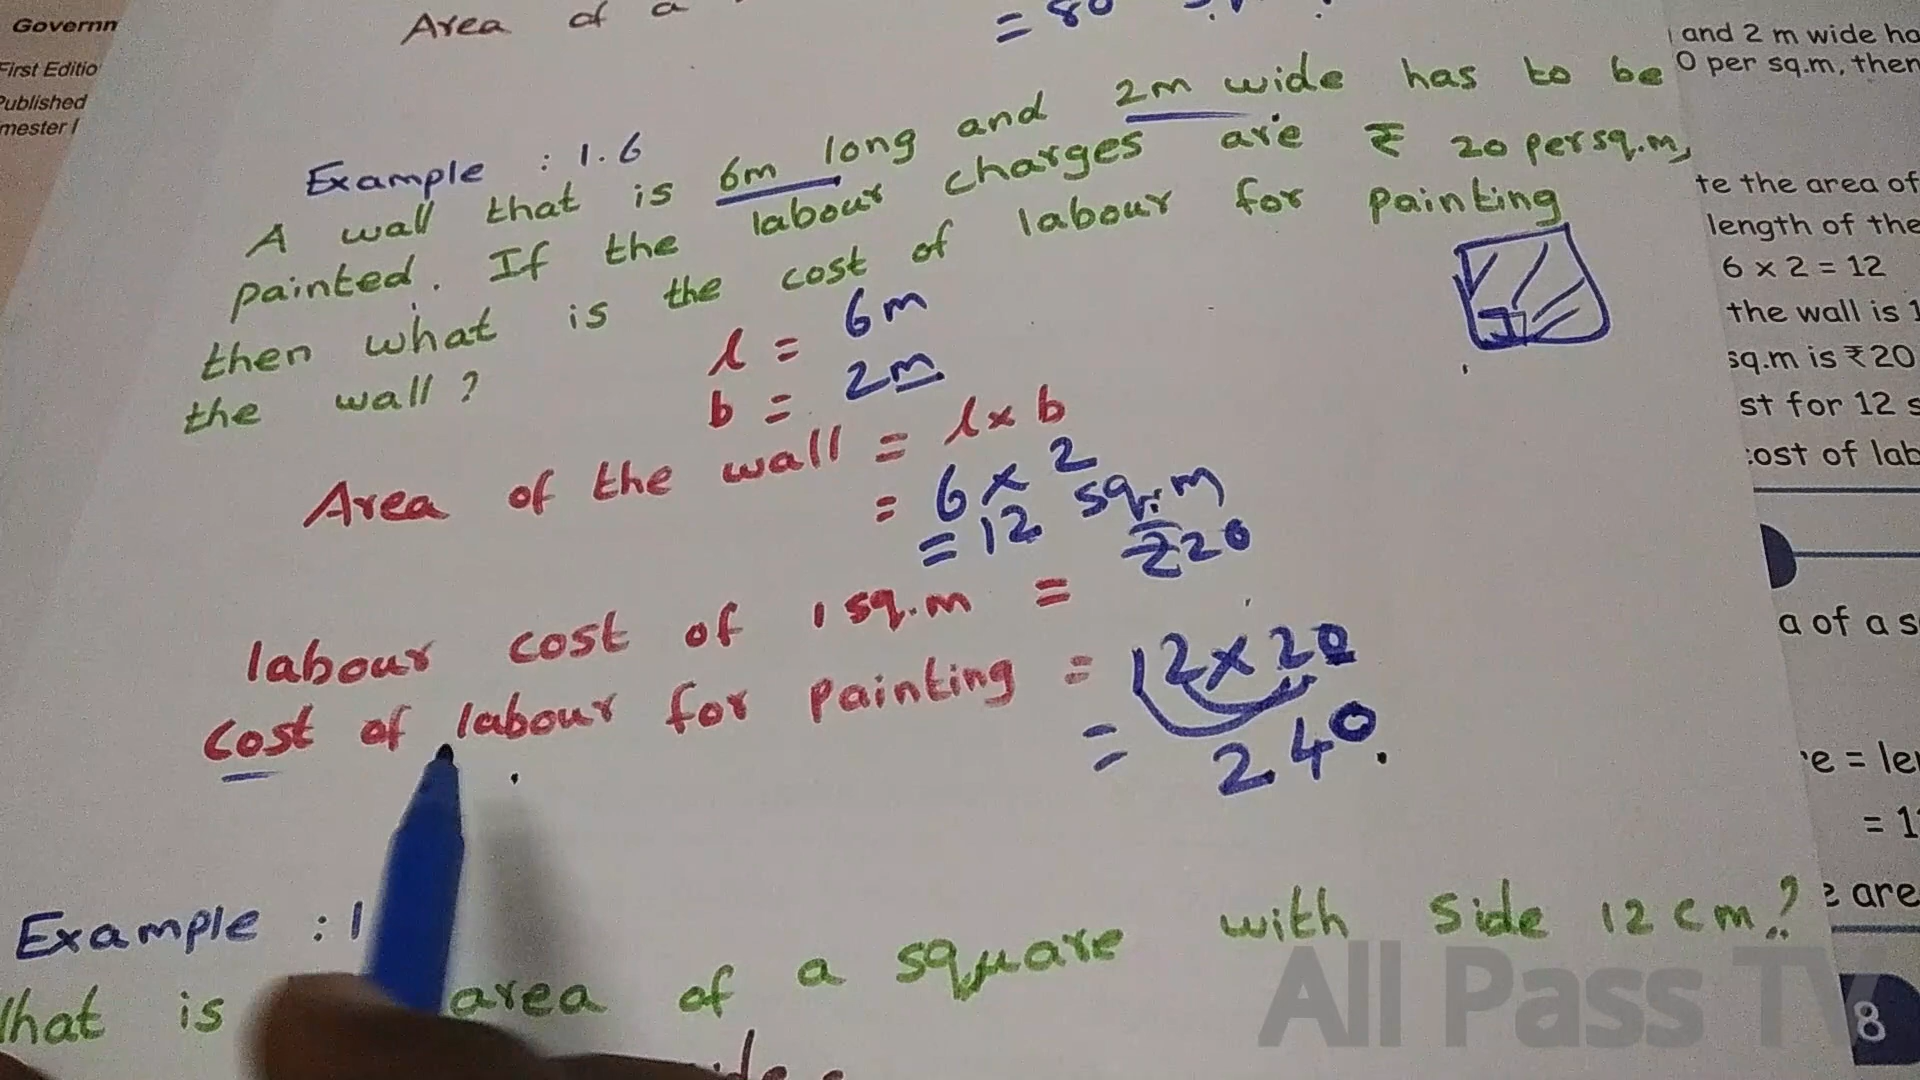 Governm
First Editio
Published
mester I
Area of a
= 80
Example : 1.6
A wall that is 6m long and 2m wide has to be
painted. If the labour charges are ₹ 20 per sq.m,
then what is the cost of labour for painting
the wall?
l = 6m
b = 2m
Area of the wall = l x b
= 6 x 2
= 12 sq.m
labour cost of 1 sq.m = ₹20
Cost of labour for painting = 12 x 20
= 240.
Example : 1
What is area of a square with side 12 cm?
and 2 m wide ha
0 per sq.m, then
te the area of
length of the
6 x 2 = 12
the wall is 1
sq.m is ₹20
st for 12 s
cost of lab
a of a s
e = le
= 1
e are
8
All Pass TV